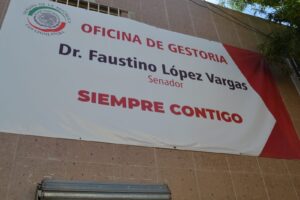 OFICINA DE GESTORIA
Dr. Faustino López Vargas
Senador
SIEMPRE CONTIGO